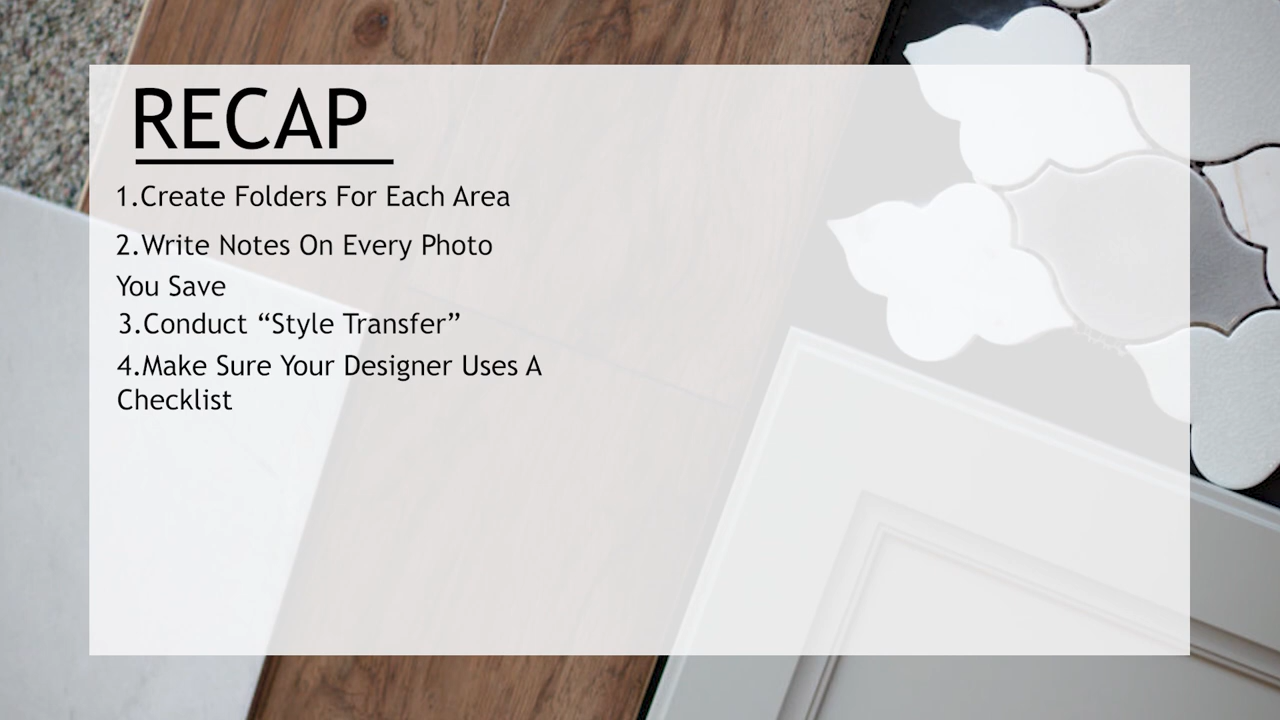 RECAP
1.Create Folders For Each Area
2.Write Notes On Every Photo
You Save
3.Conduct “Style Transfer”
4.Make Sure Your Designer Uses A
Checklist